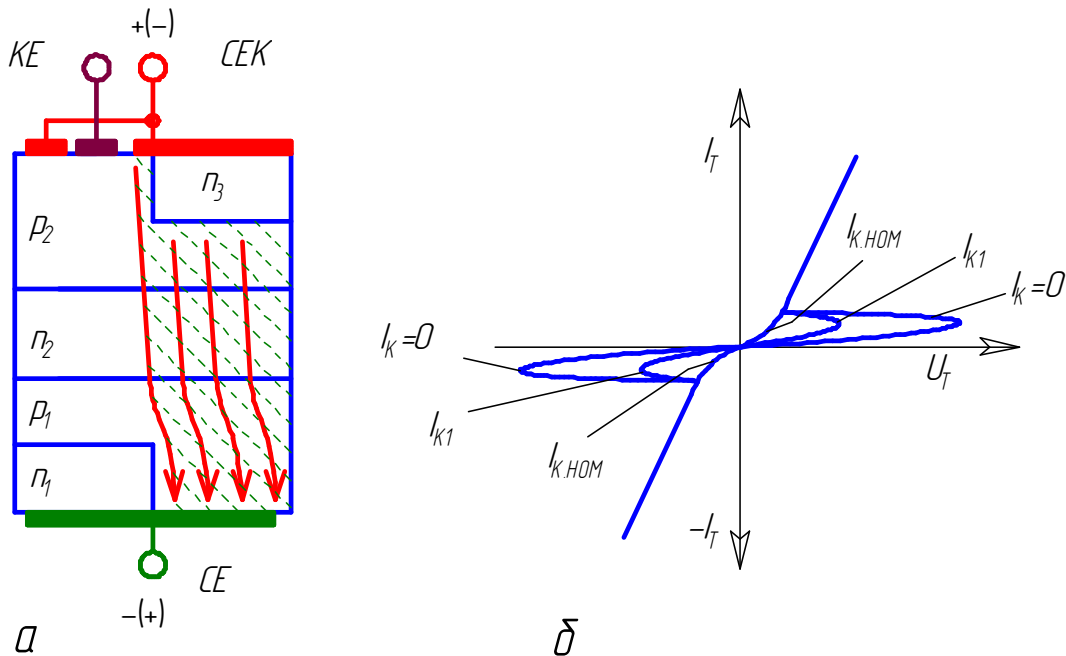 +(−)
КЕ
СЕК
n3
p2
n2
p1
n1
СЕ
−(+)
а
IТ
IК.НОМ
IК1
IК=0
IК=0
UТ
IК1
IК.НОМ
−IТ
б